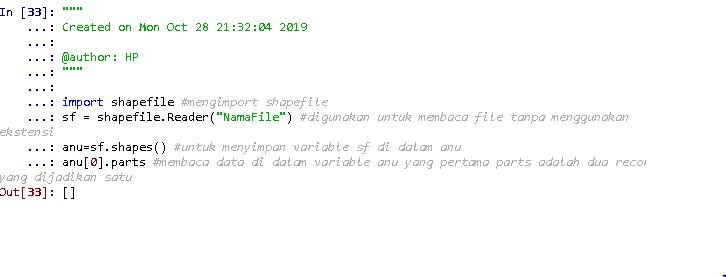 In [33]: """
...: Created on Mon Oct 28 21:32:04 2019
...:
...: @author: HP
...: """
...:
...: import shapefile #mengimport shapefile
...: sf = shapefile.Reader("NamaFile") #digunakan untuk membaca file tanpa menggunakan
ekstensi
...: anu=sf.shapes() #untuk menyimpan variable sf di dalam anu
...: anu[0].parts #membaca data di dalam variable anu yang pertama parts adalah dua recor
yang dijadikan satu
Out[33]: []